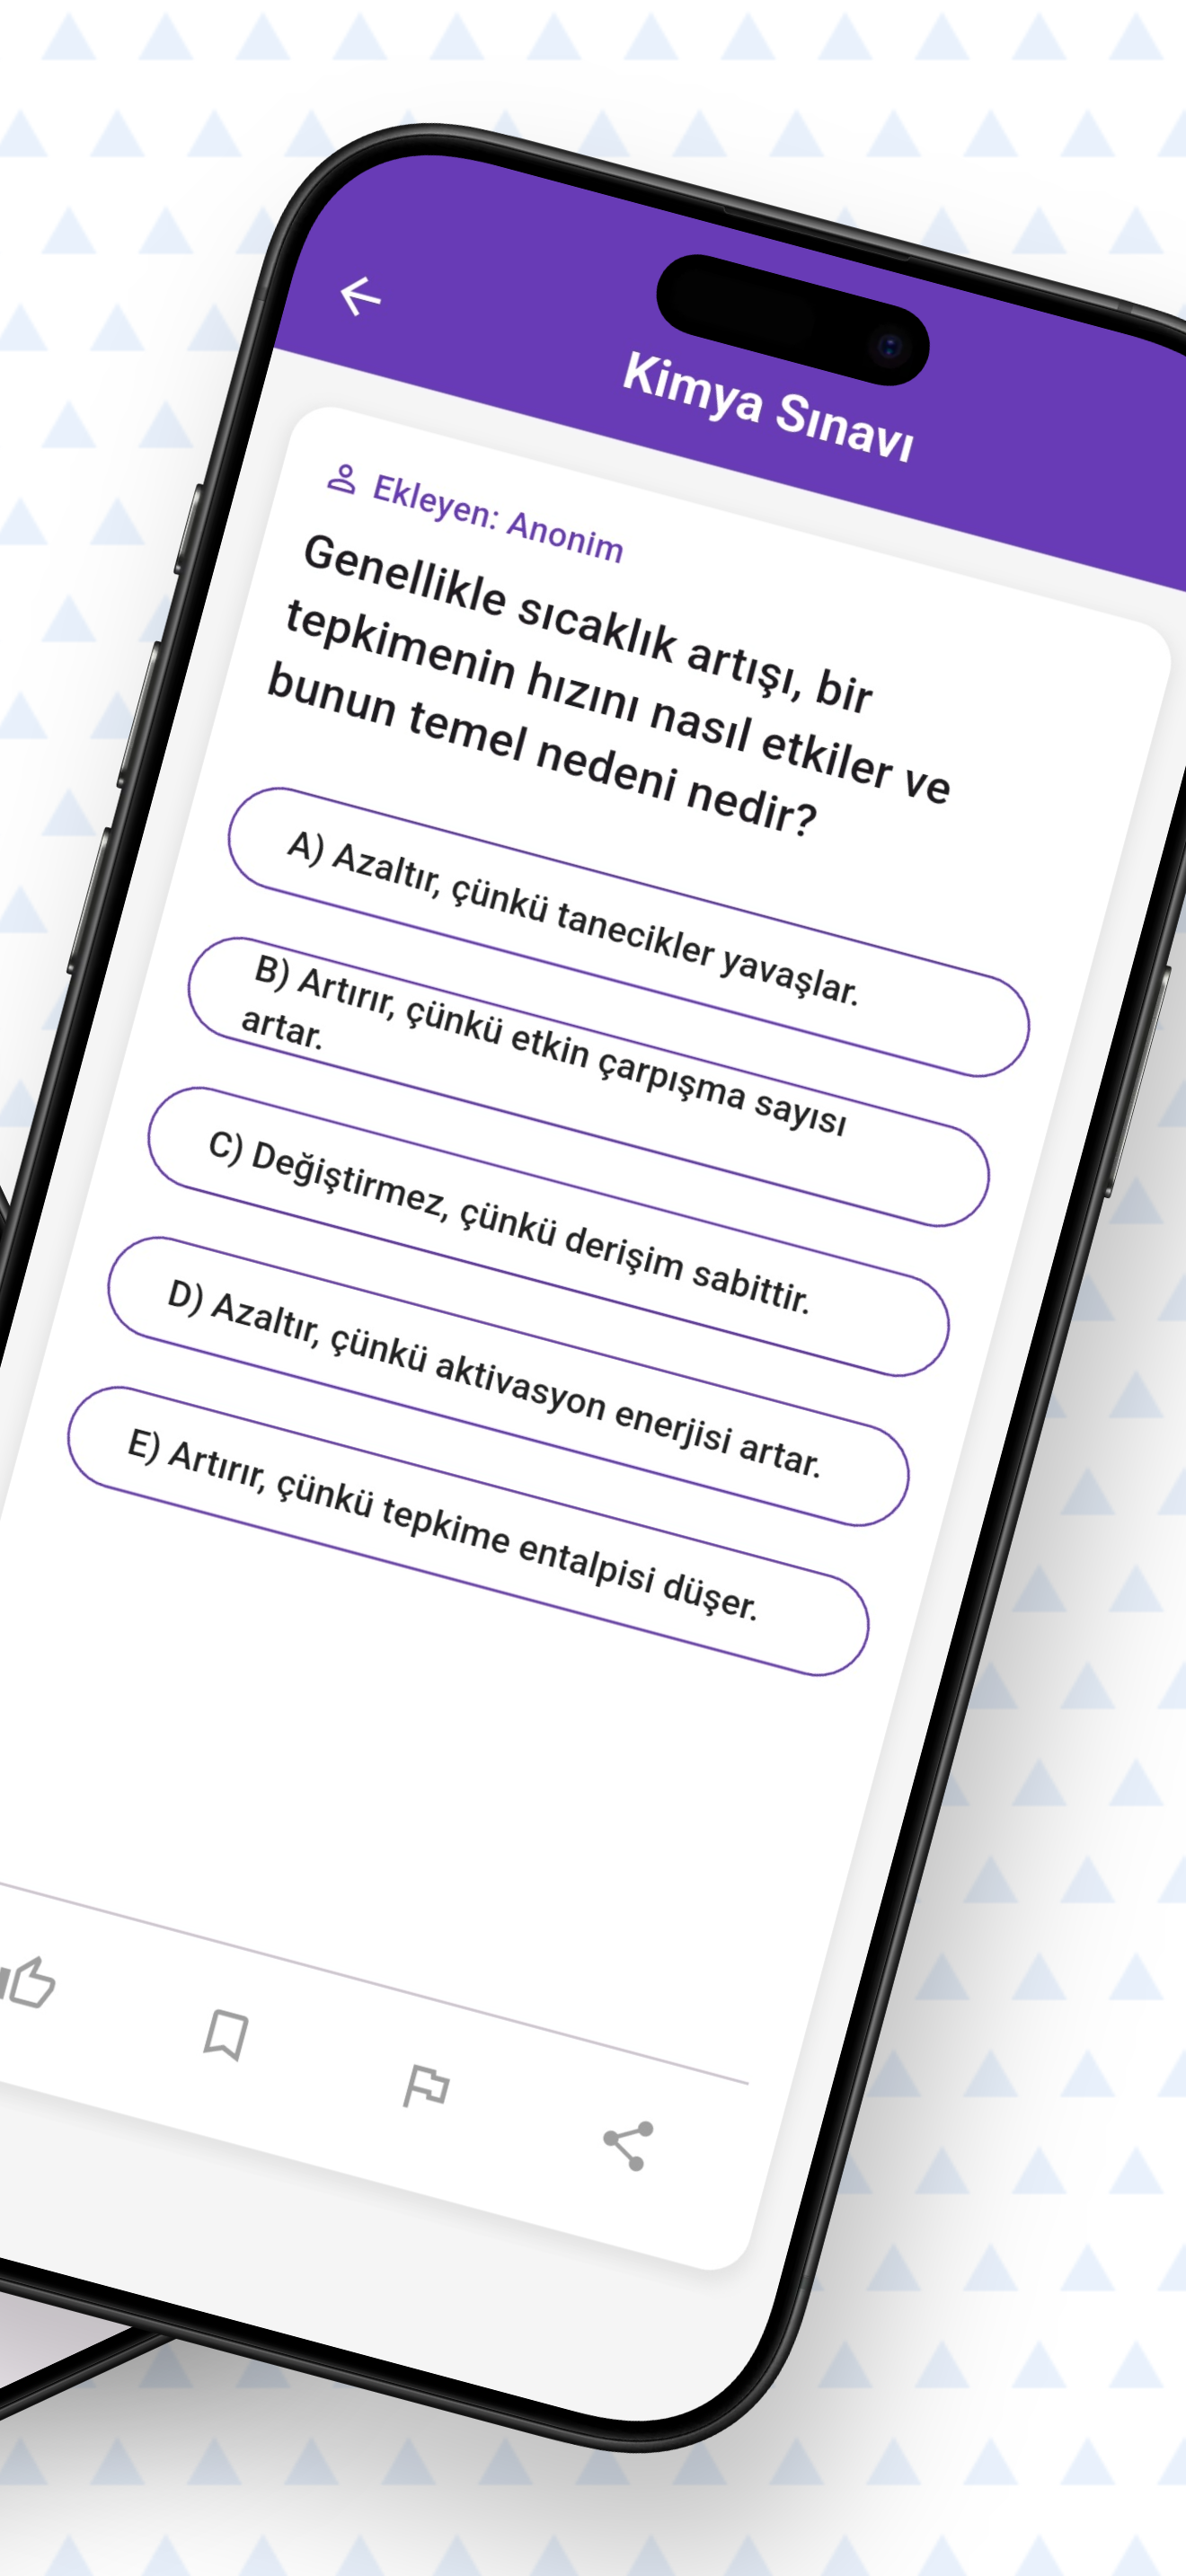 Kimya Sınavı
Ekleyen: Anonim
Genellikle sıcaklık artışı, bir
tepkimenin hızını nasıl etkiler ve
bunun temel nedeni nedir?
A) Azaltır, çünkü tanecikler yavaşlar.
B) Artırır, çünkü etkin çarpışma sayısı
artar.
C) Değiştirmez, çünkü derişim sabittir.
D) Azaltır, çünkü aktivasyon enerjisi artar.
E) Artırır, çünkü tepkime entalpisi düşer.